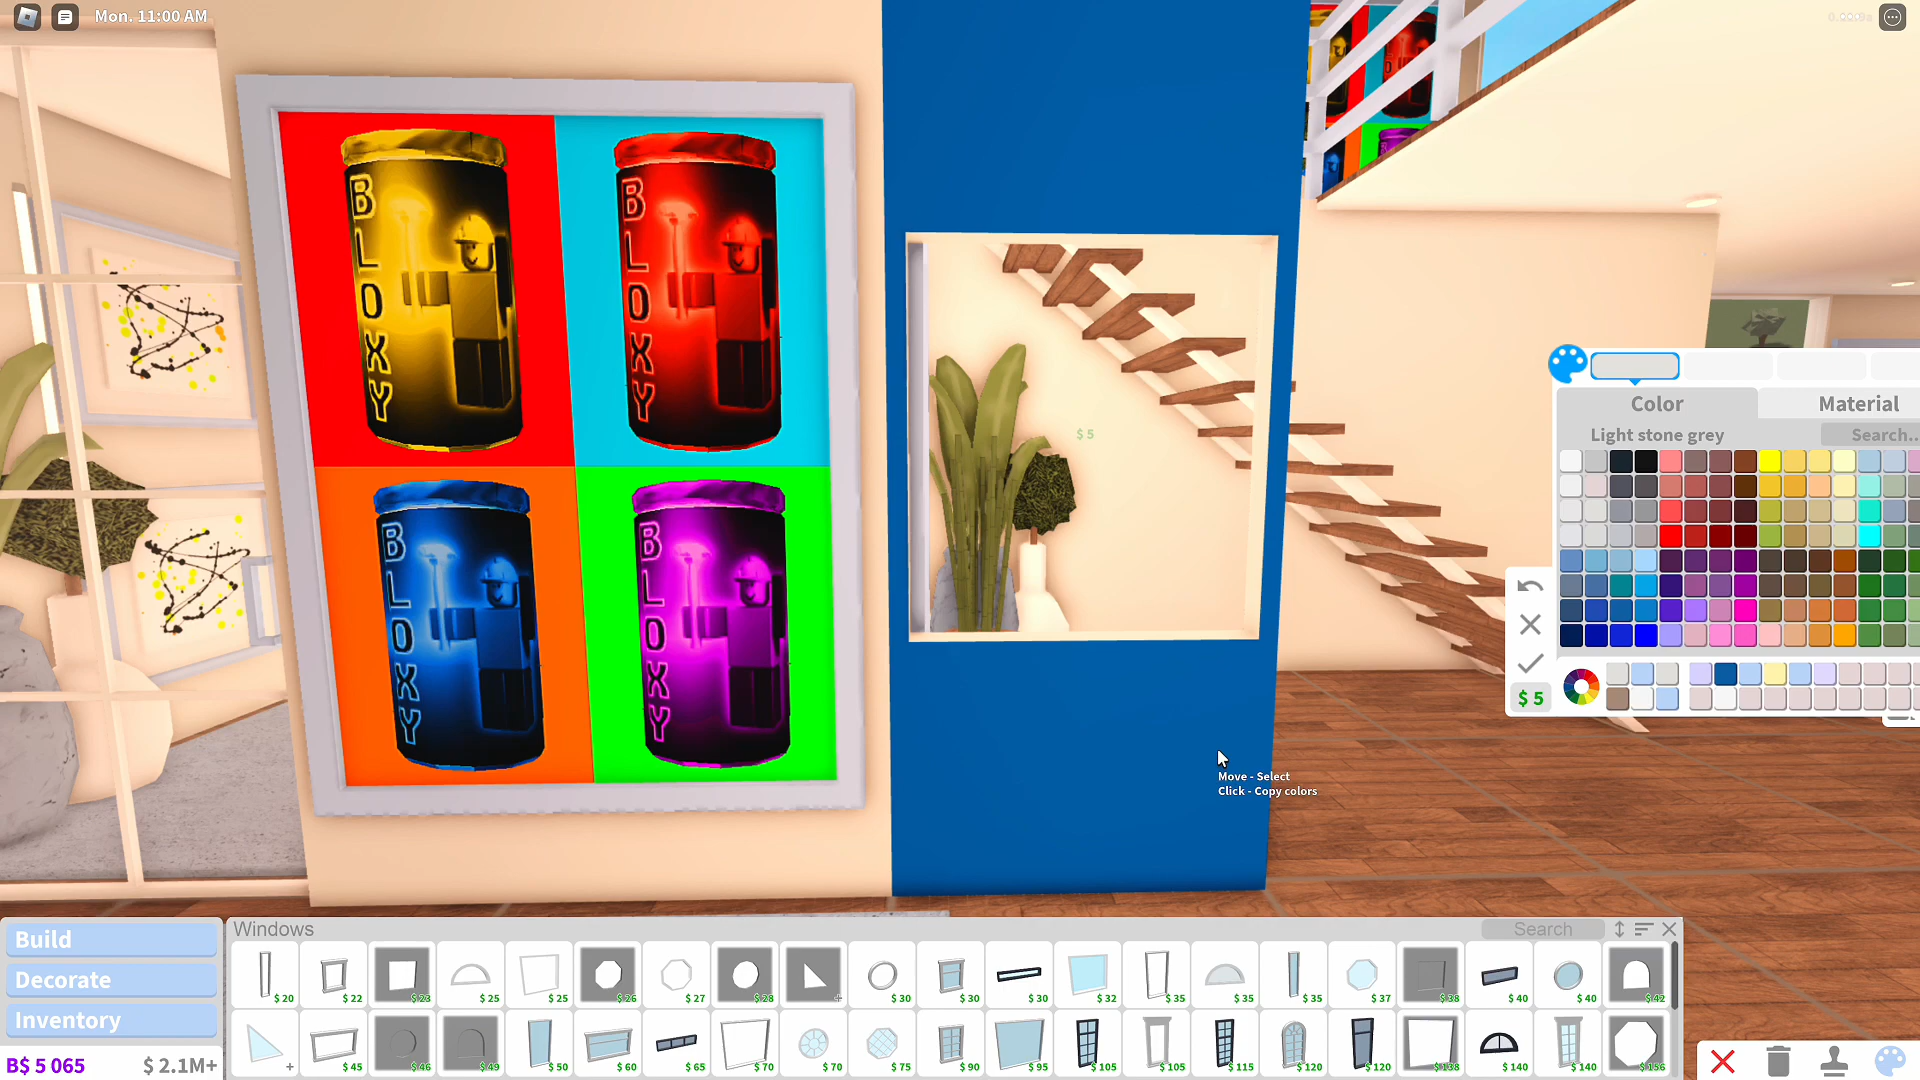 Mon. 11:00 AM
BLOXY
BLOXY
BLOXY
BLOXY
$ 5
Color
Material
Light stone grey
Search..
$ 5
Move - Select
Click - Copy colors
Build
Decorate
Inventory
B$ 5 065
$ 2.1M+
Windows
Search
$ 20
$ 22
$ 23
$ 25
$ 25
$ 26
$ 27
$ 28
+
$ 30
$ 30
$ 30
$ 32
$ 35
$ 35
$ 35
$ 37
$ 38
$ 40
$ 40
$ 42
+
$ 45
$ 46
$ 49
$ 50
$ 60
$ 65
$ 70
$ 70
$ 75
$ 90
$ 95
$ 105
$ 105
$ 115
$ 120
$ 120
$ 138
$ 140
$ 140
$ 156